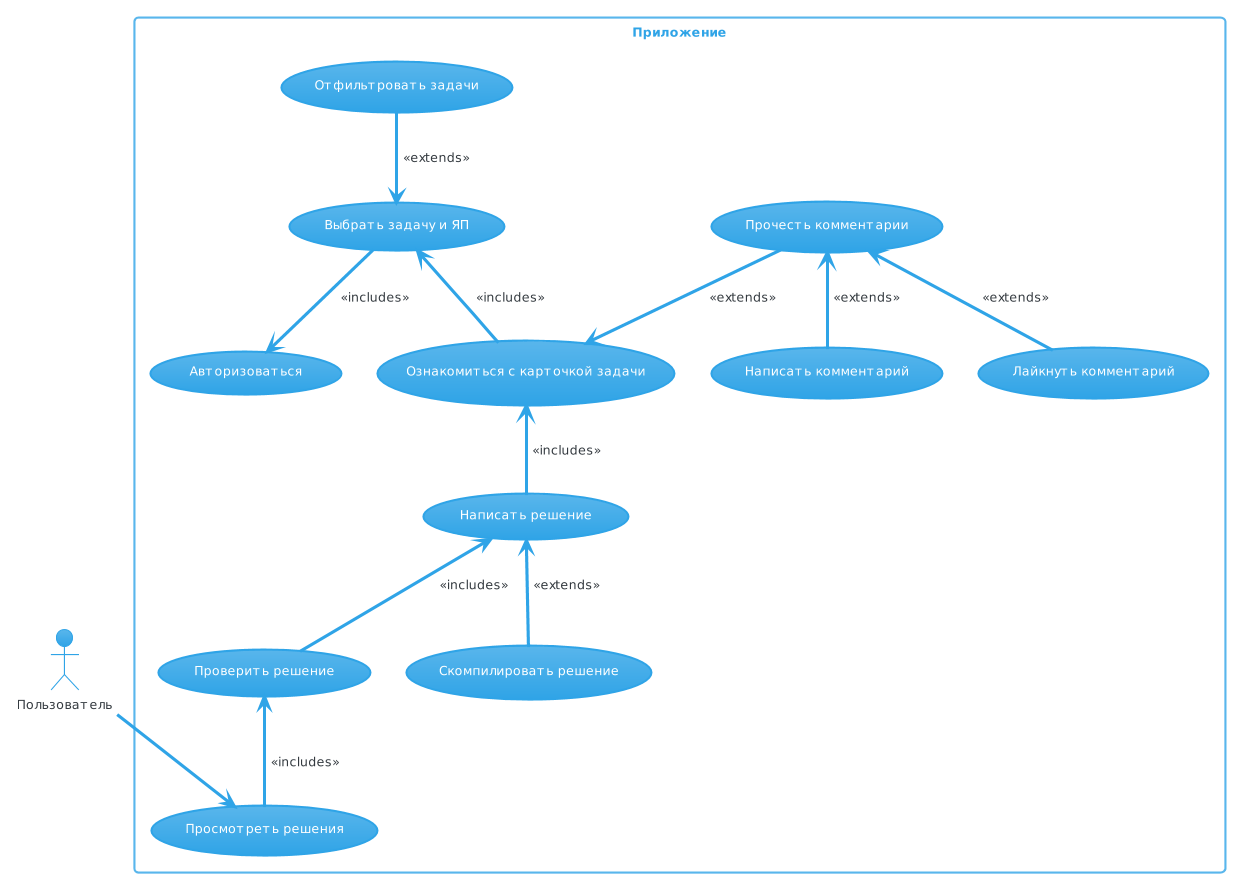 Приложение
Отфильтровать задачи
«extends»
Выбрать задачу и ЯП
Прочесть комментарии
«includes»
«includes»
«extends»
«extends»
«extends»
Авторизоваться
Ознакомиться с карточкой задачи
Написать комментарий
Лайкнуть комментарий
«includes»
Написать решение
«includes»
«extends»
Проверить решение
Скомпилировать решение
Пользователь
«includes»
Просмотреть решения